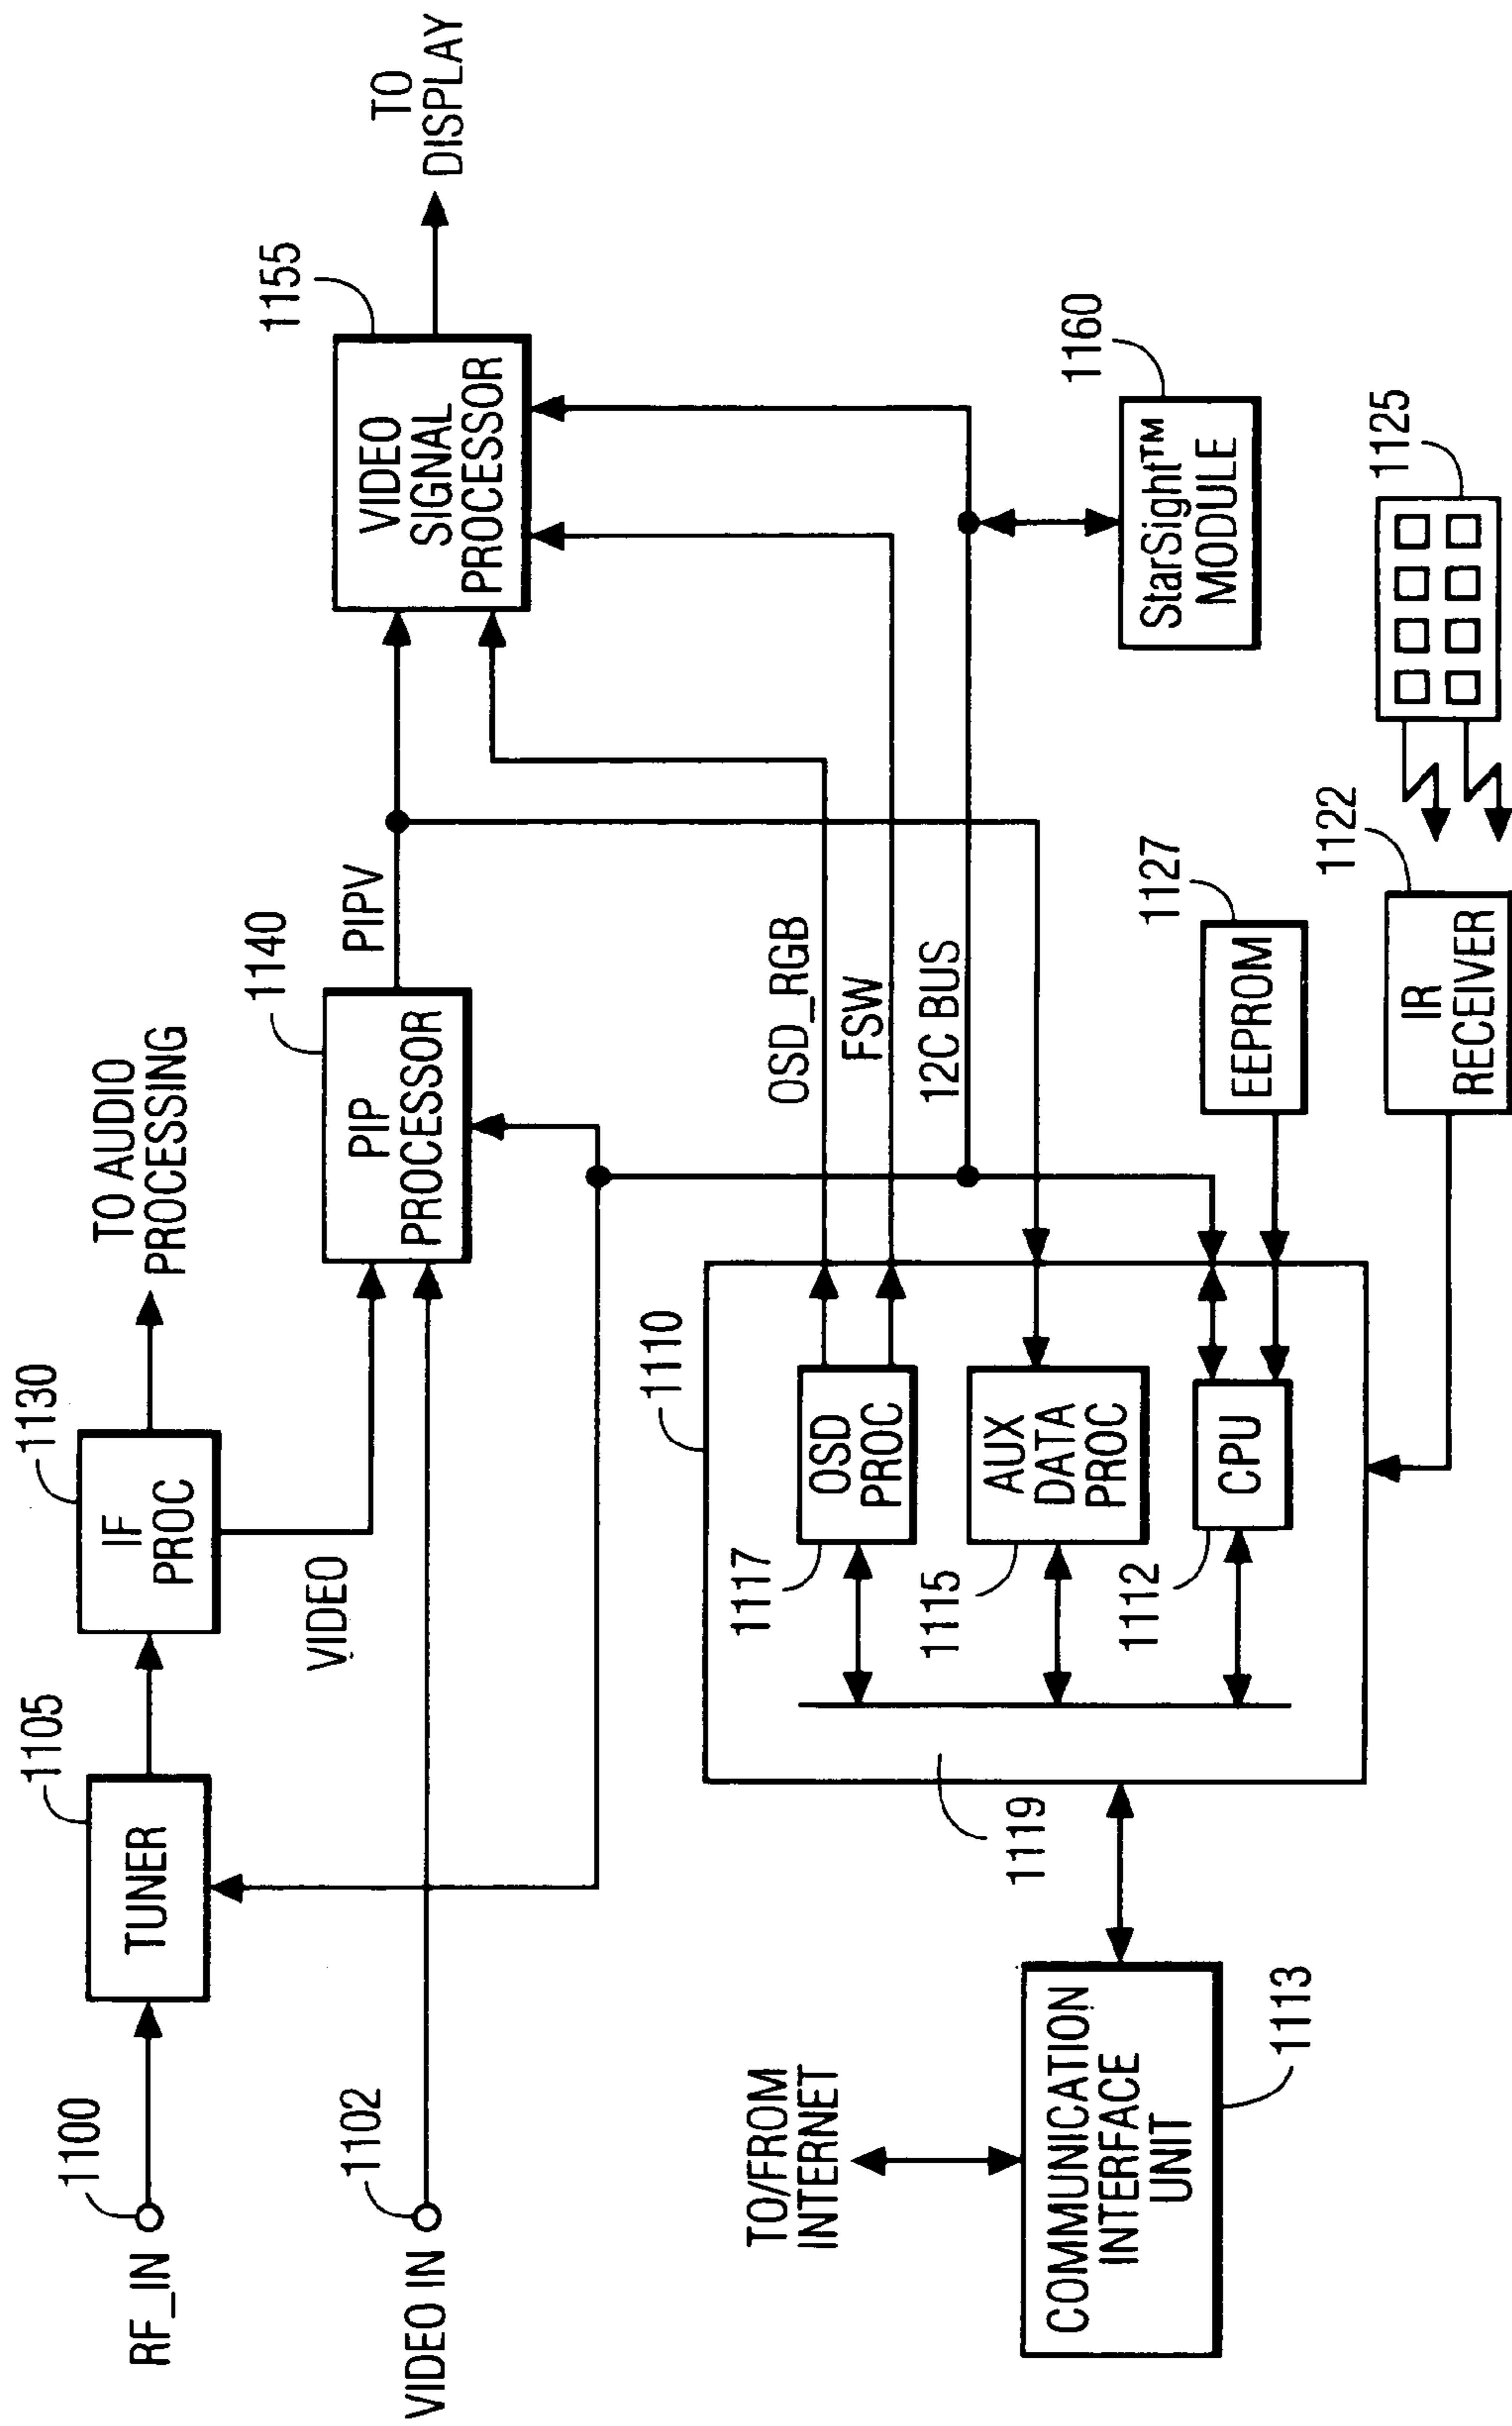 TO AUDIO
PROCESSING
1130
IF
PROC
1105
TUNER
1100
RF_IN
VIDEO
1102
VIDEO IN
1140
PIP
PROCESSOR
PIPV
1155
VIDEO
SIGNAL
PROCESSOR
TO
DISPLAY
OSD_RGB
FSW
12C BUS
1160
StarSight™
MODULE
1110
OSD
PROC
1117
AUX
DATA
PROC
1115
CPU
1112
1119
1127
EEPROM
1122
IR
RECEIVER
1125
TO/FROM
INTERNET
COMMUNICATION
INTERFACE
UNIT
1113